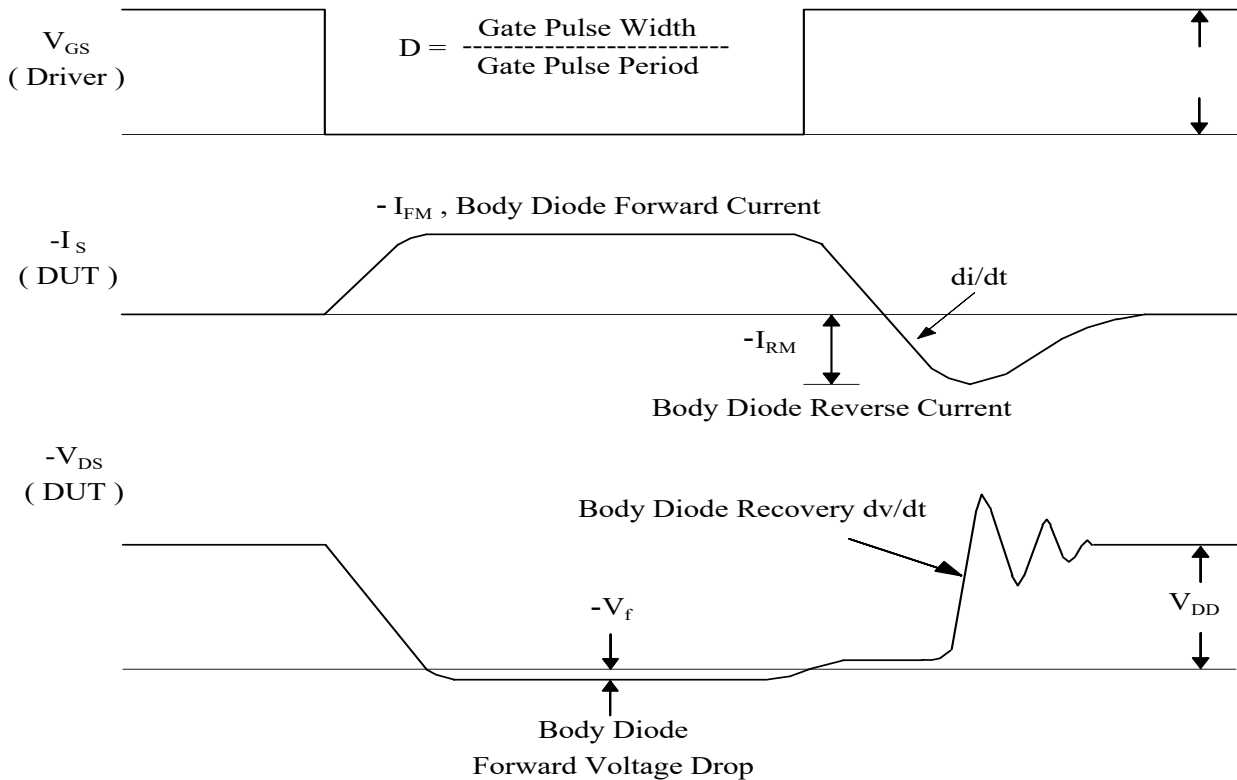 V_GS
( Driver )
D = Gate Pulse Width
Gate Pulse Period
- I_FM , Body Diode Forward Current
-I_S
( DUT )
di/dt
-I_RM
Body Diode Reverse Current
-V_DS
( DUT )
Body Diode Recovery dv/dt
-V_f
V_DD
Body Diode
Forward Voltage Drop